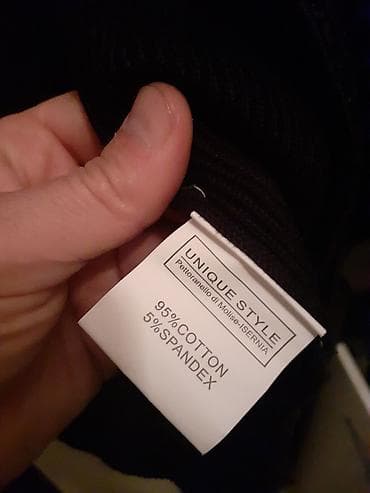 UNIQUE STYLE
Pettoranello di Molise-ISERNIA
95%COTTON
5%SPANDEX